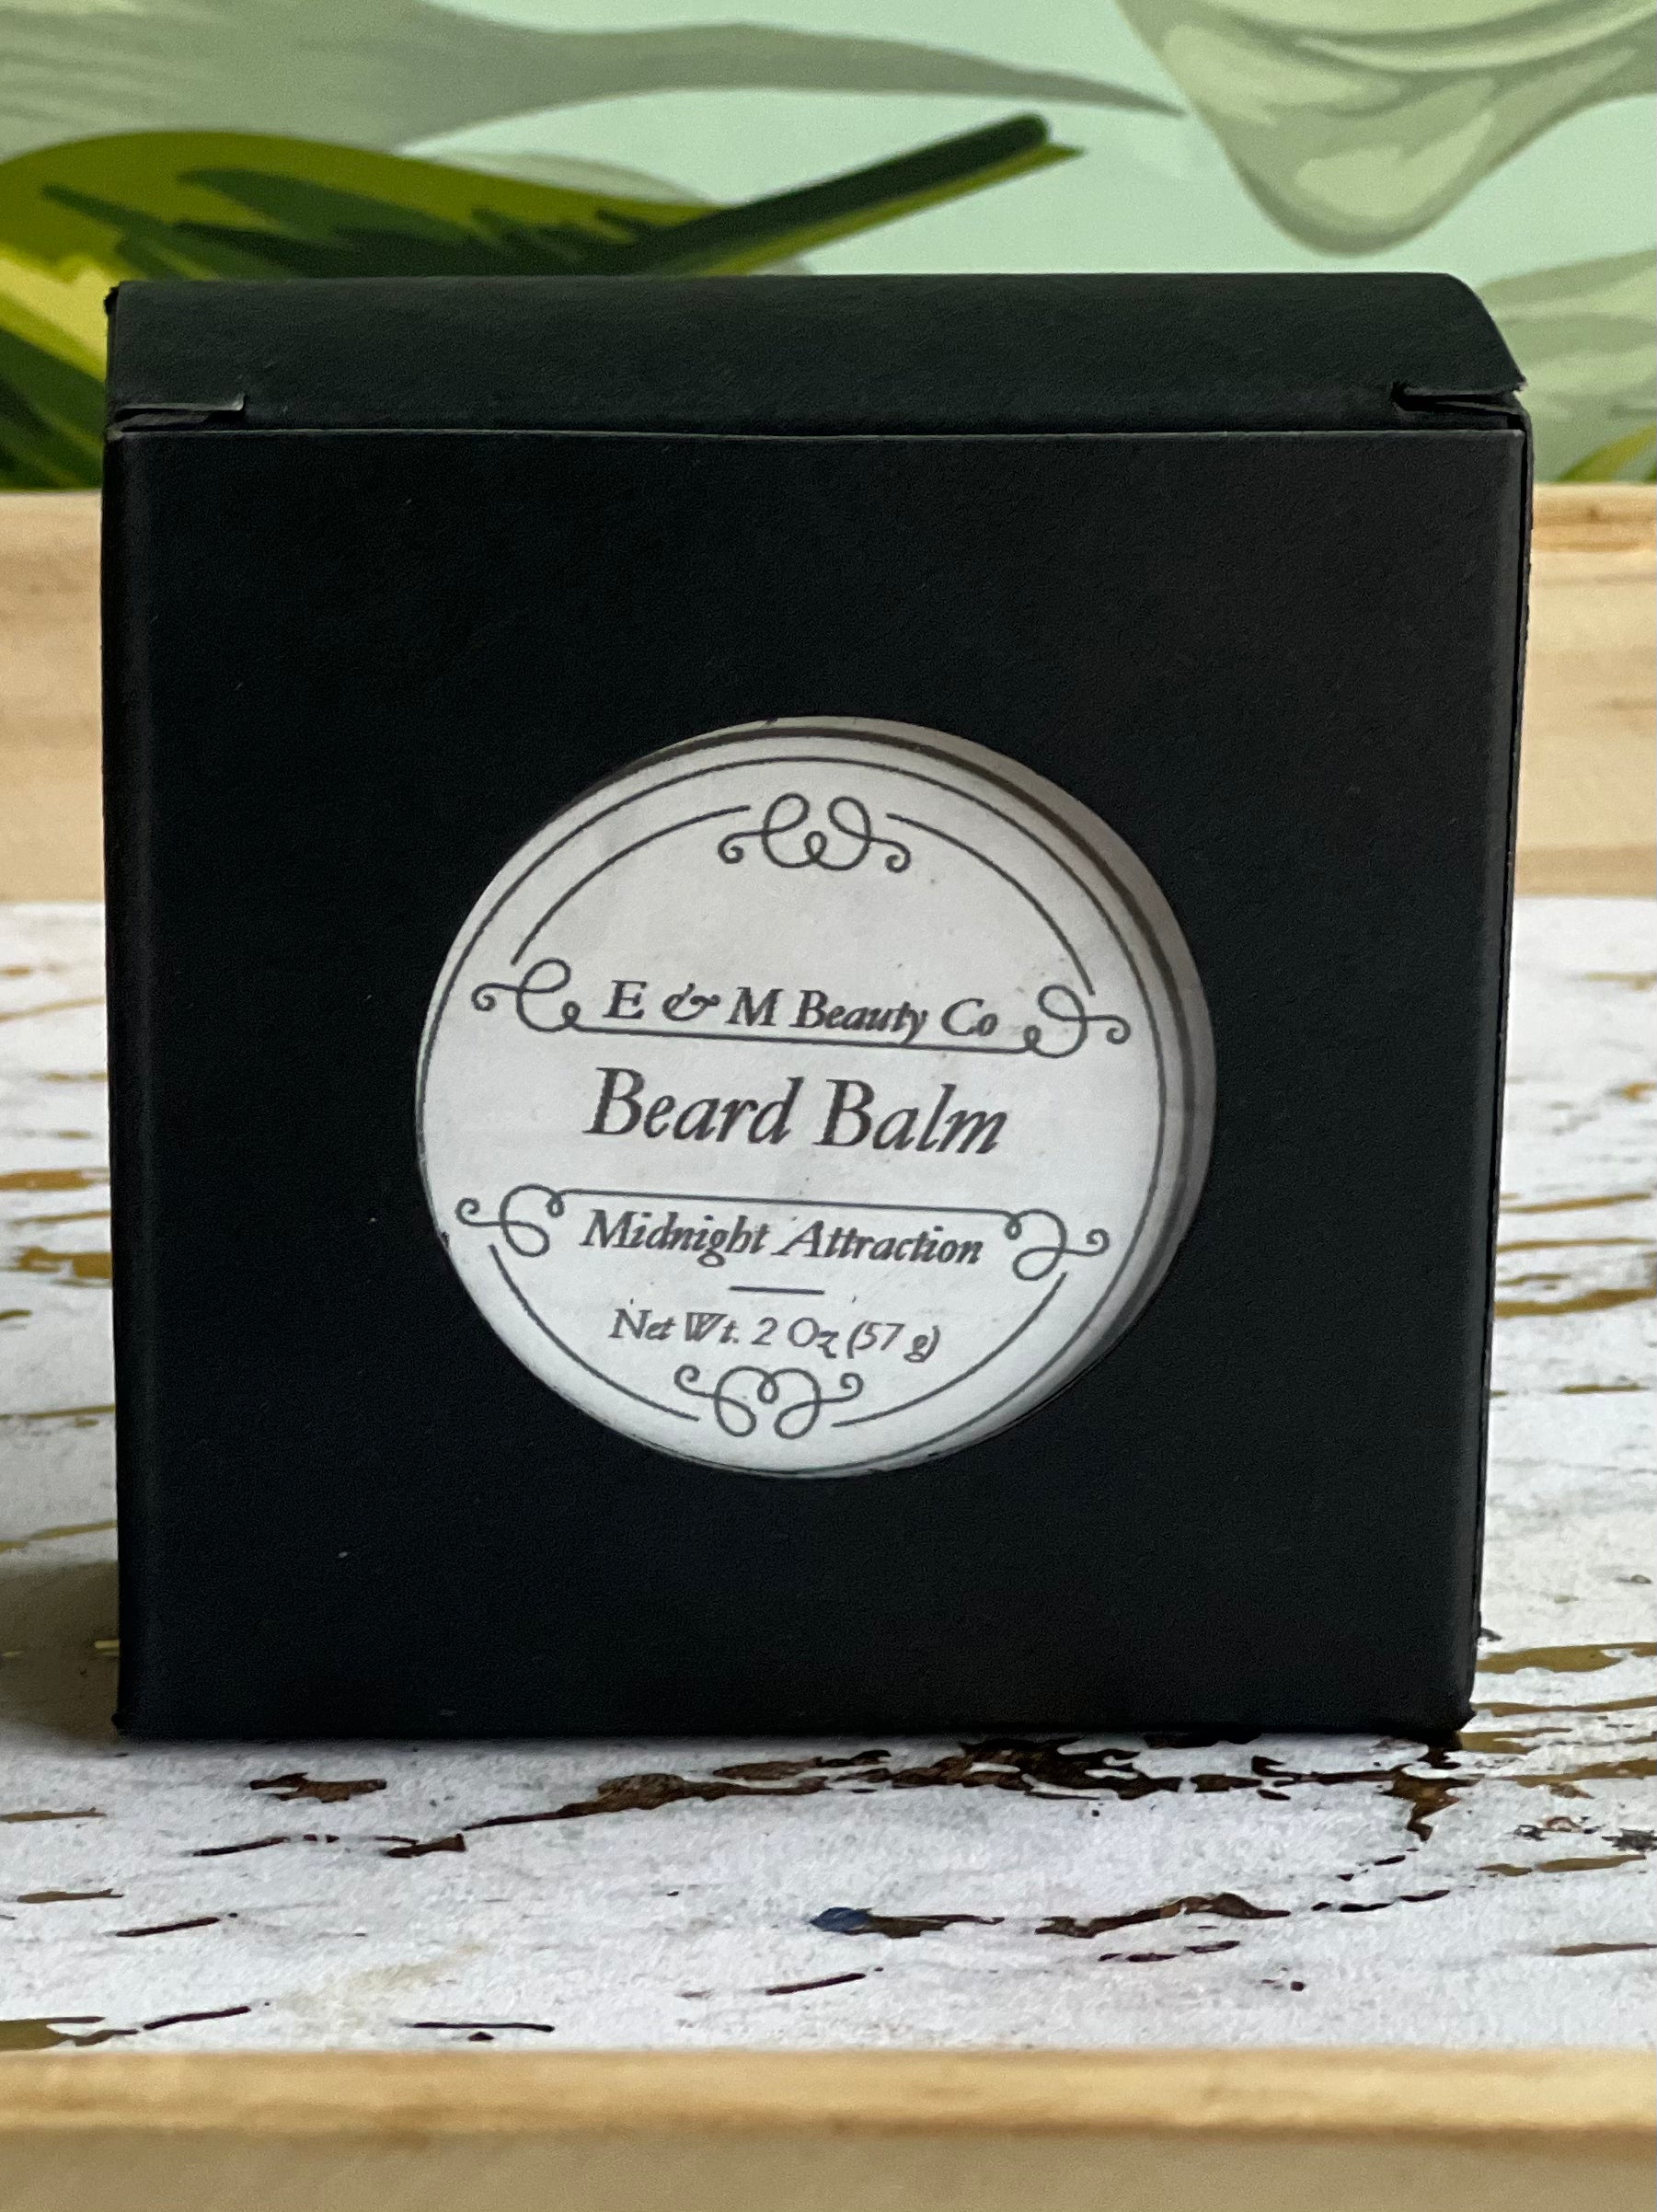 E & M Beauty Co
Beard Balm
Midnight Attraction
Net Wt. 2 Oz (57 g)